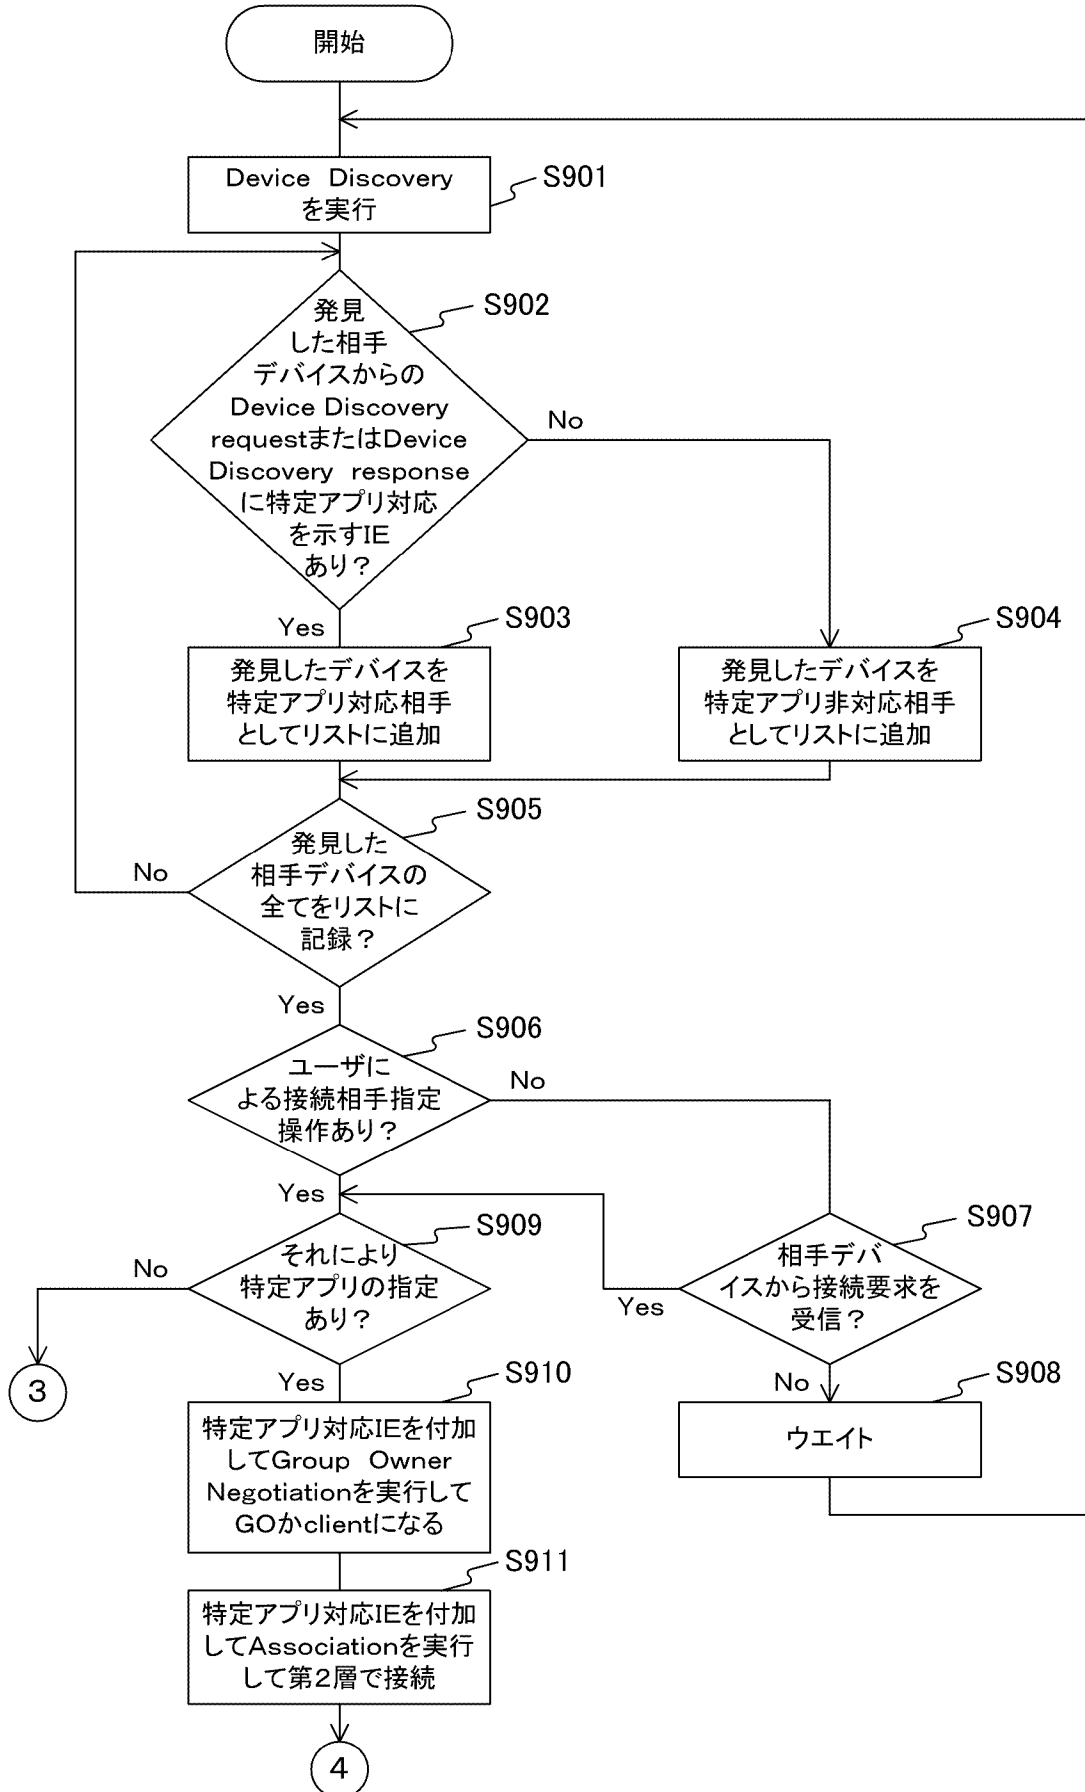 開始
Device Discovery
を実行
S901
発見
した相手
デバイスからの
Device Discovery
requestまたはDevice
Discovery response
に特定アプリ対応
を示すIE
あり？
S902
No
Yes
S903
発見したデバイスを
特定アプリ対応相手
としてリストに追加
S904
発見したデバイスを
特定アプリ非対応相手
としてリストに追加
S905
発見した
相手デバイスの
全てをリストに
記録？
No
Yes
S906
ユーザに
よる接続相手指定
操作あり？
No
Yes
S907
相手デバ
イスから接続要求を
受信？
Yes
No
S908
ウエイト
S909
それにより
特定アプリの指定
あり？
No
3
Yes
S910
特定アプリ対応IEを付加
してGroup Owner
Negotiationを実行して
GOかclientになる
S911
特定アプリ対応IEを付加
してAssociationを実行
して第2層で接続
4